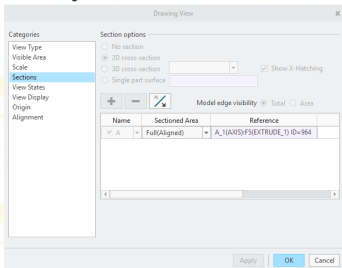 Drawing View
Categories
View Type
Visible Area
Scale
Sections
View States
View Display
Origin
Alignment
Section options
No section
2D cross-section
3D cross-section
Show X-Hatching
Single part surface
Model edge visibility Total Area
Name Sectioned Area Reference
A Full(Aligned) A_1(AXIS):F5(EXTRUDE_1) ID=964
Apply OK Cancel